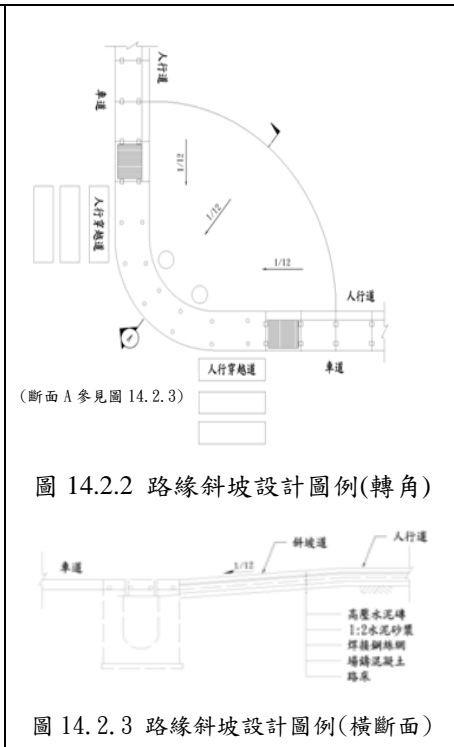 人行道
車道
1/12
人行穿越道
1/12
1/12
人行道
A
人行穿越道
車道
(斷面 A 參見圖 14.2.3)
圖 14.2.2 路緣斜坡設計圖例(轉角)
車道
1/12
斜坡道
人行道
高壓水泥磚
1:2水泥砂漿
焊接鋼絲網
場鑄混凝土
路床
圖 14.2.3 路緣斜坡設計圖例(橫斷面)